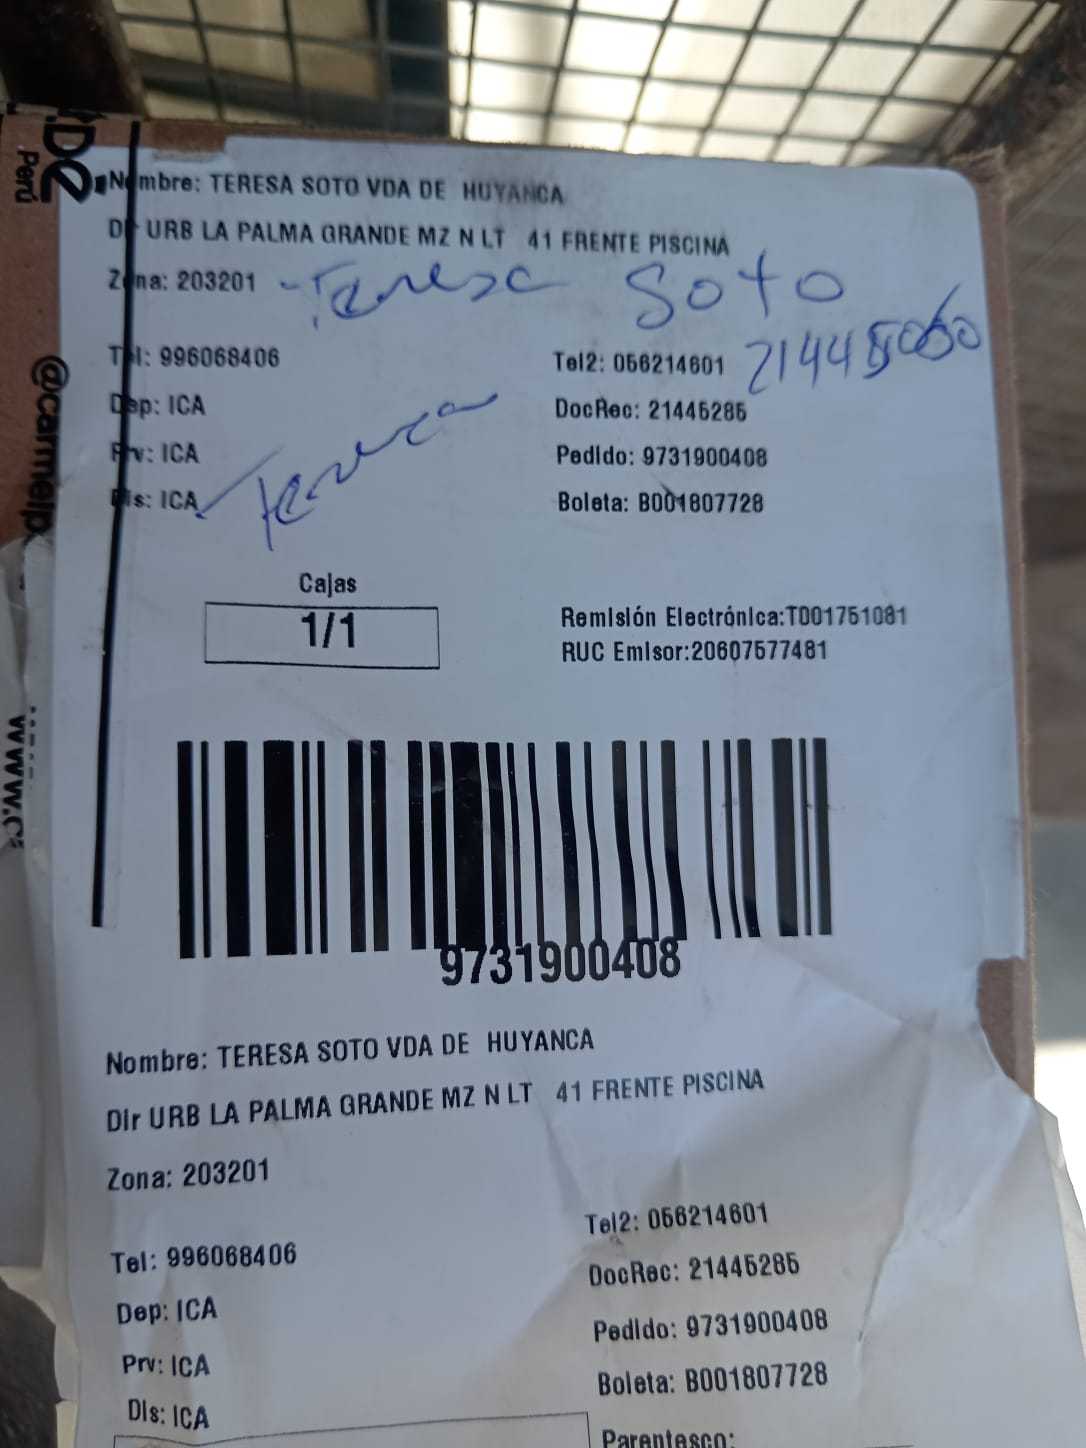 Perú
@carmelp
www.c
Nombre: TERESA SOTO VDA DE HUYANCA
Dir URB LA PALMA GRANDE MZ N LT 41 FRENTE PISCINA
Zona: 203201
Teresa Soto
Tel: 996068406
Tel2: 056214601
Dep: ICA
DocRec: 21445285
Prv: ICA
Pedido: 9731900408
Dis: ICA
Teresa
Boleta: B001807728
Cajas
1/1
Remisión Electrónica:T001751081
RUC Emisor:20607577481
9731900408
Nombre: TERESA SOTO VDA DE HUYANCA
Dir URB LA PALMA GRANDE MZ N LT 41 FRENTE PISCINA
Zona: 203201
Tel2: 056214601
Tel: 996068406
DocRec: 21445285
Dep: ICA
Pedido: 9731900408
Prv: ICA
Boleta: B001807728
Dis: ICA
Parentesco: